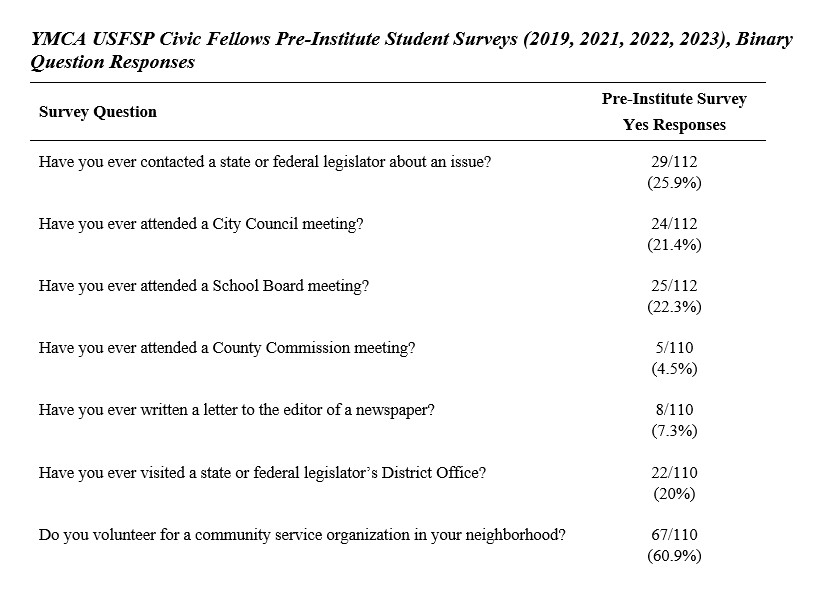 YMCA USFSP Civic Fellows Pre-Institute Student Surveys (2019, 2021, 2022, 2023), Binary
Question Responses
Survey Question
Pre-Institute Survey
Yes Responses
Have you ever contacted a state or federal legislator about an issue?
29/112
(25.9%)
Have you ever attended a City Council meeting?
24/112
(21.4%)
Have you ever attended a School Board meeting?
25/112
(22.3%)
Have you ever attended a County Commission meeting?
5/110
(4.5%)
Have you ever written a letter to the editor of a newspaper?
8/110
(7.3%)
Have you ever visited a state or federal legislator’s District Office?
22/110
(20%)
Do you volunteer for a community service organization in your neighborhood?
67/110
(60.9%)